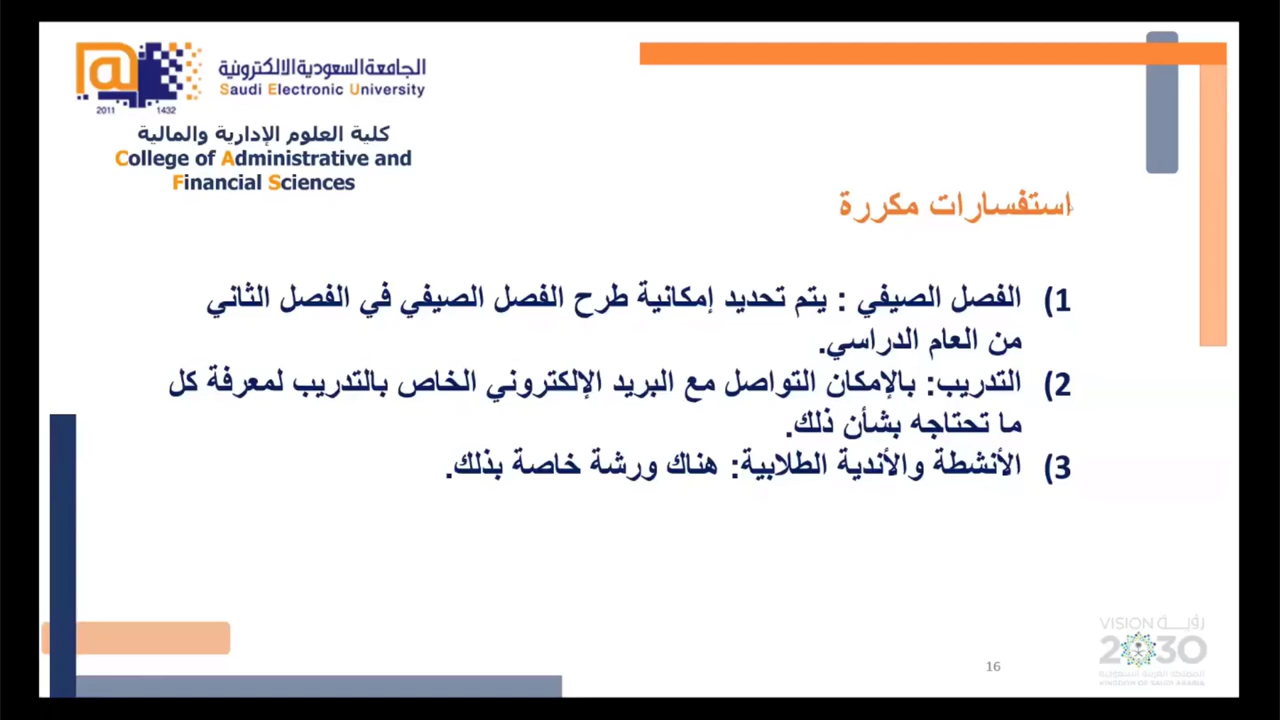 الجامعة السعودية الالكترونية
Saudi Electronic University
2011 1432
كلية العلوم الإدارية والمالية
College of Administrative and
Financial Sciences
استفسارات مكررة
1) الفصل الصيفي : يتم تحديد إمكانية طرح الفصل الصيفي في الفصل الثاني
من العام الدراسي.
2) التدريب: بالإمكان التواصل مع البريد الإلكتروني الخاص بالتدريب لمعرفة كل
ما تحتاجه بشأن ذلك.
3) الأنشطة والأندية الطلابية: هناك ورشة خاصة بذلك.
VISION رؤيـــة
2030
المملكة العربية السعودية
KINGDOM OF SAUDI ARABIA
16